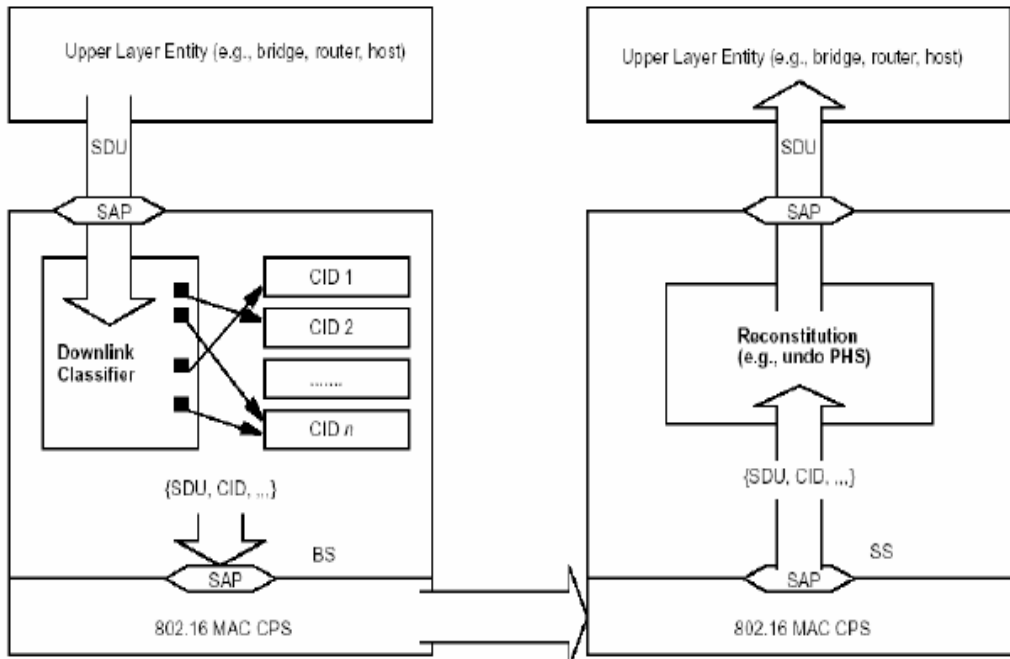 Upper Layer Entity (e.g., bridge, router, host)
SDU
SAP
Downlink
Classifier
CID 1
CID 2
.......
CID n
{SDU, CID, ...}
BS
SAP
802.16 MAC CPS
Upper Layer Entity (e.g., bridge, router, host)
SDU
SAP
Reconstitution
(e.g., undo PHS)
{SDU, CID, ...}
SS
SAP
802.16 MAC CPS